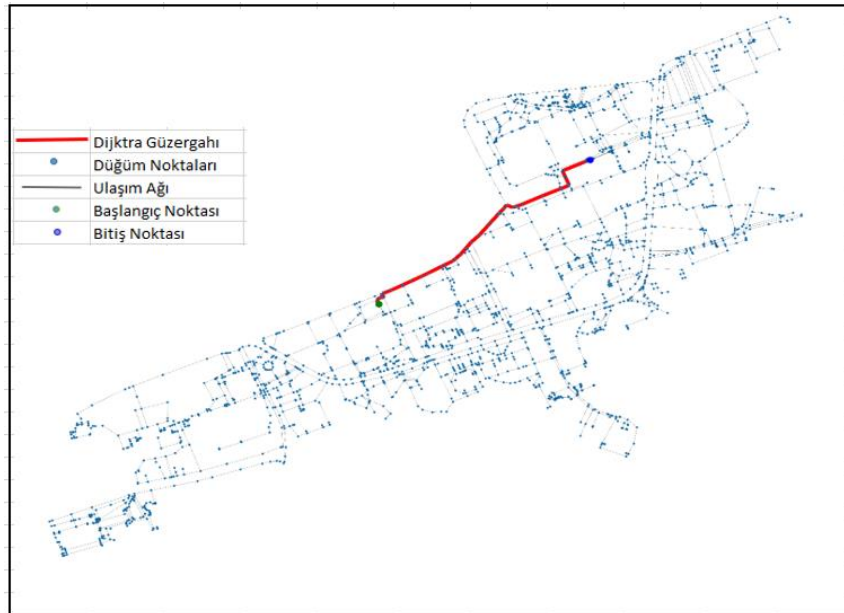 Dijktra Güzergahı
Düğüm Noktaları
Ulaşım Ağı
Başlangıç Noktası
Bitiş Noktası